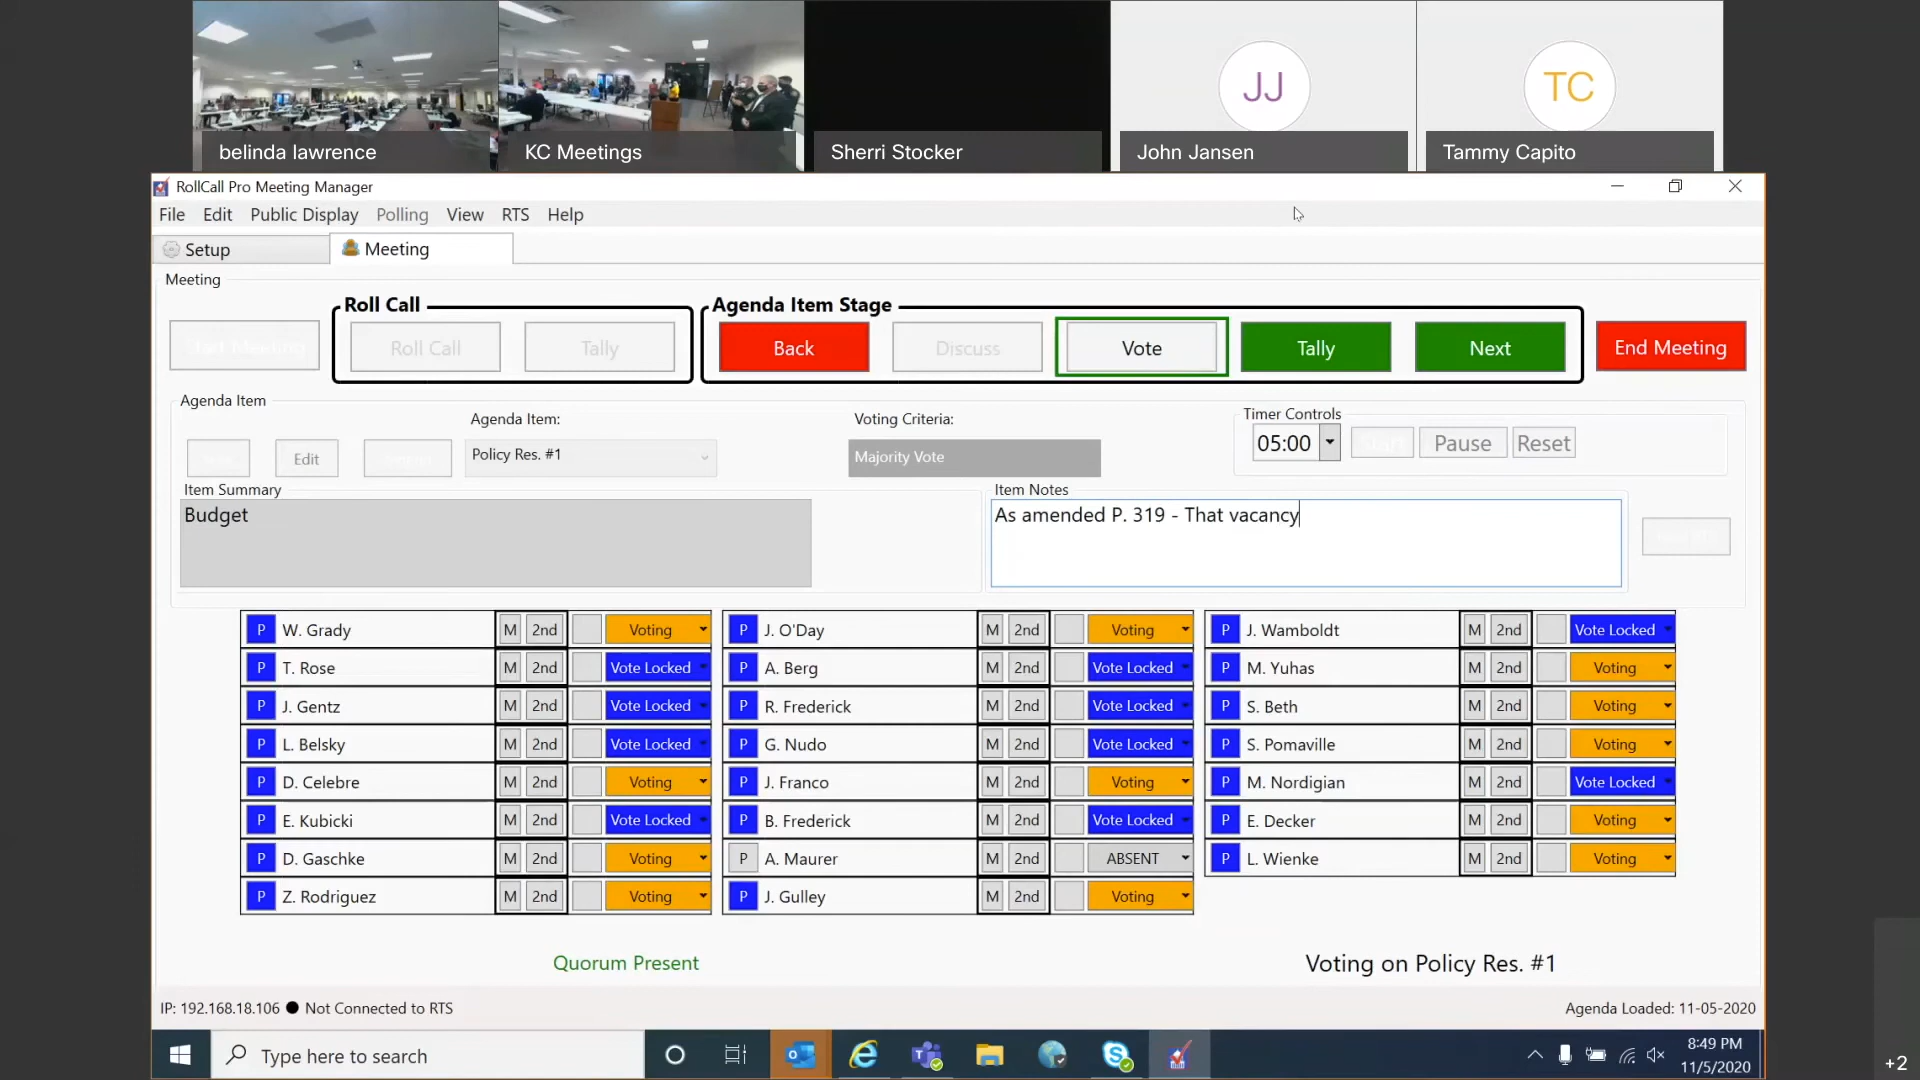 JJ
TC
belinda lawrence
KC Meetings
Sherri Stocker
John Jansen
Tammy Capito
RollCall Pro Meeting Manager
File Edit Public Display Polling View RTS Help
Setup
Meeting
Meeting
Roll Call
Agenda Item Stage
Start Meeting
Roll Call
Tally
Back
Discuss
Vote
Tally
Next
End Meeting
Agenda Item
Agenda Item:
Voting Criteria:
Timer Controls
Edit
Policy Res. #1
Majority Vote
05:00
Start
Pause
Reset
Item Summary
Item Notes
Budget
As amended P. 319 - That vacancy
P W. Grady M 2nd Voting
P J. O'Day M 2nd Voting
P J. Wamboldt M 2nd Vote Locked
P T. Rose M 2nd Vote Locked
P A. Berg M 2nd Vote Locked
P M. Yuhas M 2nd Voting
P J. Gentz M 2nd Vote Locked
P R. Frederick M 2nd Vote Locked
P S. Beth M 2nd Voting
P L. Belsky M 2nd Vote Locked
P G. Nudo M 2nd Vote Locked
P S. Pomaville M 2nd Voting
P D. Celebre M 2nd Voting
P J. Franco M 2nd Voting
P M. Nordigian M 2nd Vote Locked
P E. Kubicki M 2nd Vote Locked
P B. Frederick M 2nd Vote Locked
P E. Decker M 2nd Voting
P D. Gaschke M 2nd Voting
P A. Maurer M 2nd ABSENT
P L. Wienke M 2nd Voting
P Z. Rodriguez M 2nd Voting
P J. Gulley M 2nd Voting
Quorum Present
Voting on Policy Res. #1
IP: 192.168.18.106 Not Connected to RTS
Agenda Loaded: 11-05-2020
Type here to search
8:49 PM
11/5/2020
+2